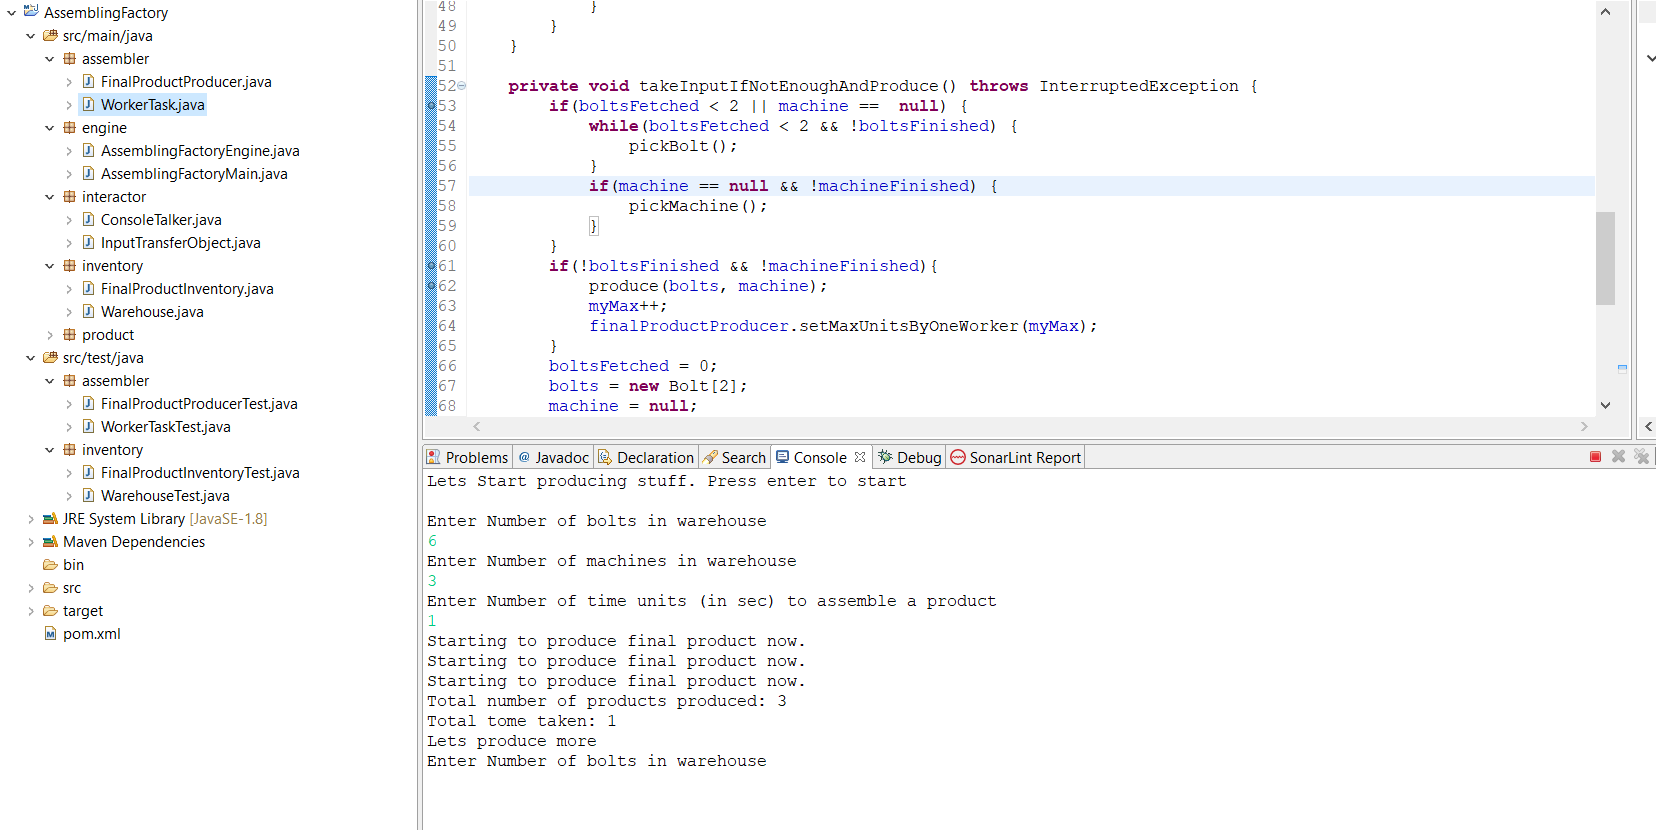 AssemblingFactory
src/main/java
assembler
FinalProductProducer.java
WorkerTask.java
engine
AssemblingFactoryEngine.java
AssemblingFactoryMain.java
interactor
ConsoleTalker.java
InputTransferObject.java
inventory
FinalProductInventory.java
Warehouse.java
product
src/test/java
assembler
FinalProductProducerTest.java
WorkerTaskTest.java
inventory
FinalProductInventoryTest.java
WarehouseTest.java
JRE System Library [JavaSE-1.8]
Maven Dependencies
bin
src
target
pom.xml
48 }
49 }
50 }
51
52 private void takeInputIfNotEnoughAndProduce() throws InterruptedException {
53 if(boltsFetched < 2 || machine == null) {
54 while(boltsFetched < 2 && !boltsFinished) {
55 pickBolt();
56 }
57 if(machine == null && !machineFinished) {
58 pickMachine();
59 }
60 }
61 if(!boltsFinished && !machineFinished){
62 produce(bolts, machine);
63 myMax++;
64 finalProductProducer.setMaxUnitsByOneWorker(myMax);
65 }
66 boltsFetched = 0;
67 bolts = new Bolt[2];
68 machine = null;
Problems @ Javadoc Declaration Search Console Debug SonarLint Report
Lets Start producing stuff. Press enter to start
Enter Number of bolts in warehouse
6
Enter Number of machines in warehouse
3
Enter Number of time units (in sec) to assemble a product
1
Starting to produce final product now.
Starting to produce final product now.
Starting to produce final product now.
Total number of products produced: 3
Total tome taken: 1
Lets produce more
Enter Number of bolts in warehouse